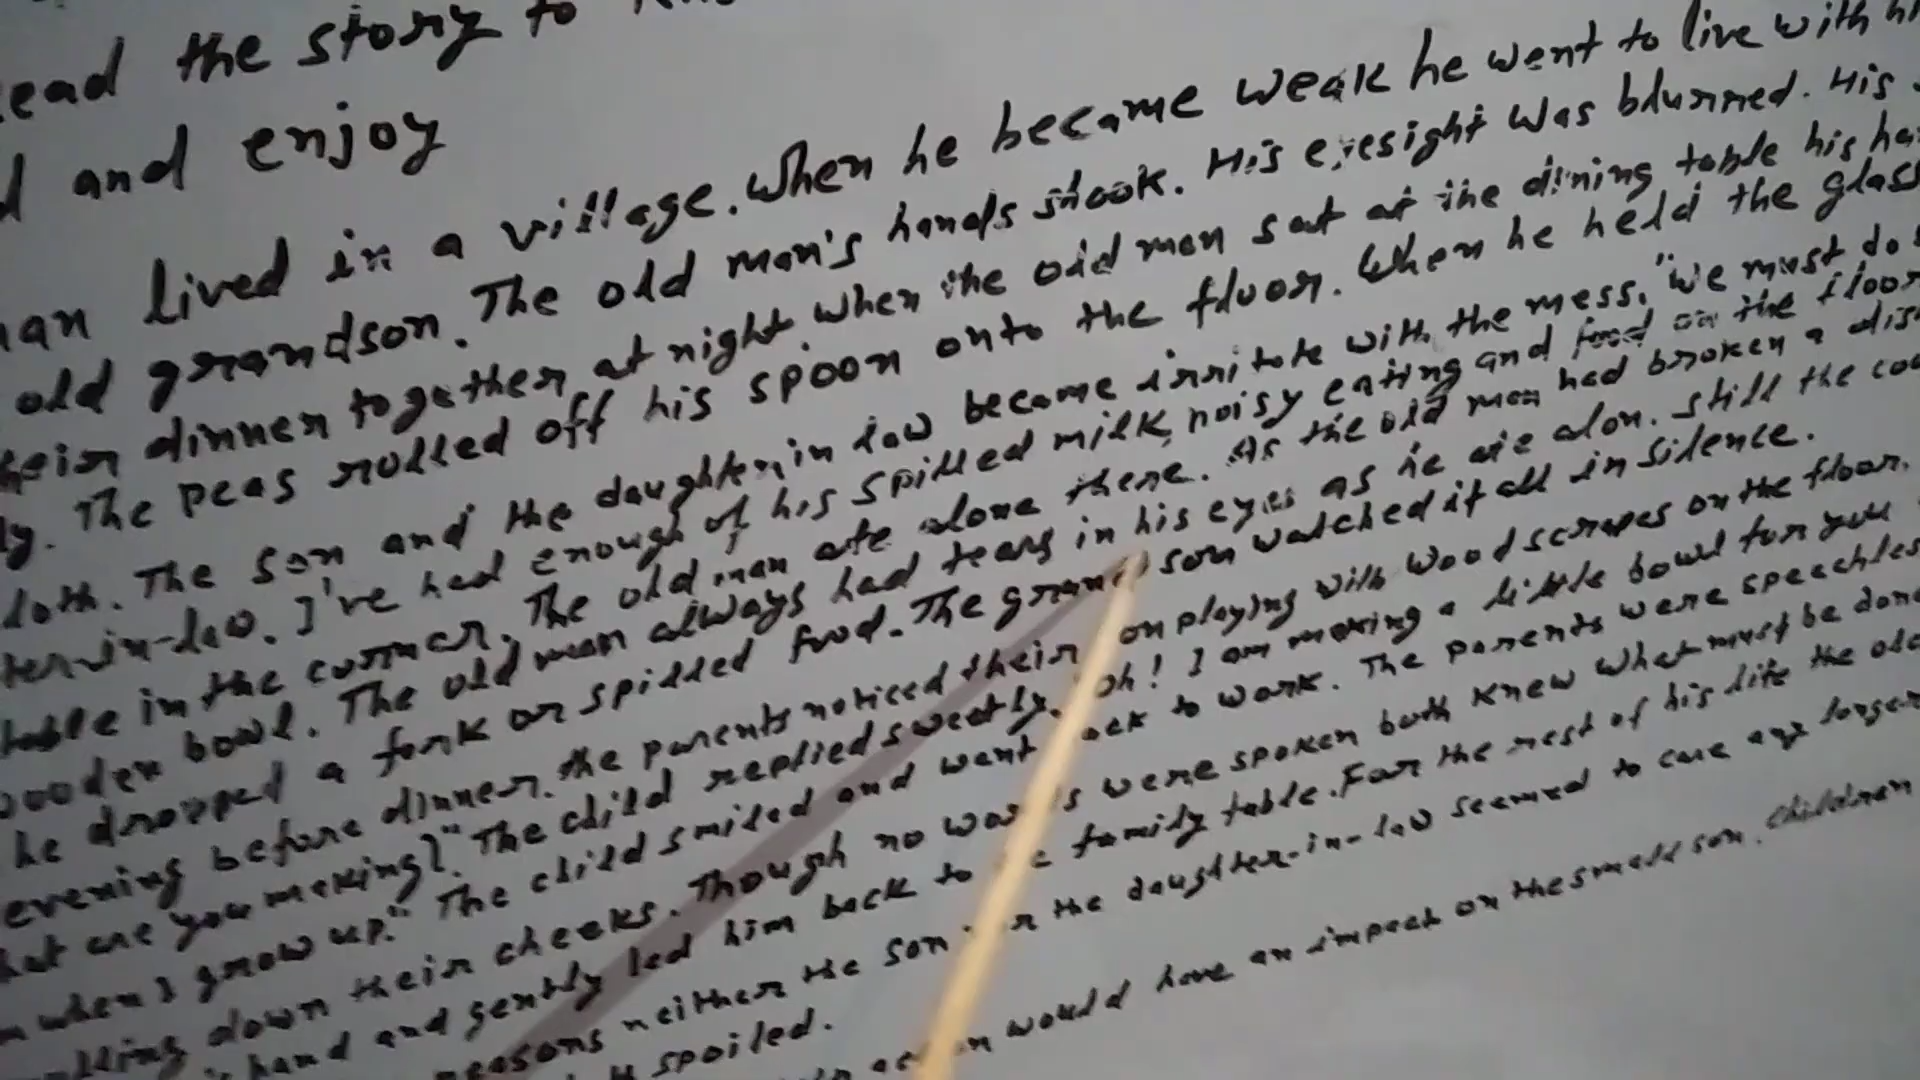 read the story to
and enjoy
man lived in a village. When he became weak he went to live with
old grandson. The old man's hands shook. His eyesight was blurred. His
their dinner together at night. when the old man sat at the dining table his
ly. The peas rolled off his spoon onto the floor. When he held the glass
loth. The son and the daughter, in law became irritate with the mess. "We must do
ter-in-law. I've had enough of his spilled milk, noisy eating and food on the floor
table in the corner. The old man ate alone there. As the old man had broken a dish
wooden bowl. The old man always had tears in his eyes as he ate alon. Still the
he dropped a fork or spilled food. The grandson watched it all in silence.
evening before dinner. the parents noticed their son playing with wood scrapes on the floor.
hat are you making?" The child replied sweetly. oh! I am making a little bowl for you
when I grow up." The child smiled and went back to work. The parents were speechles
lling down their cheeks. Though no words were spoken both knew what must be done
hand and gently led him back to the family table. For the rest of his life the old
reasons neither the son or the daughter-in-law seemed to care any longer
spoiled.
would have an impact on the small son. Children